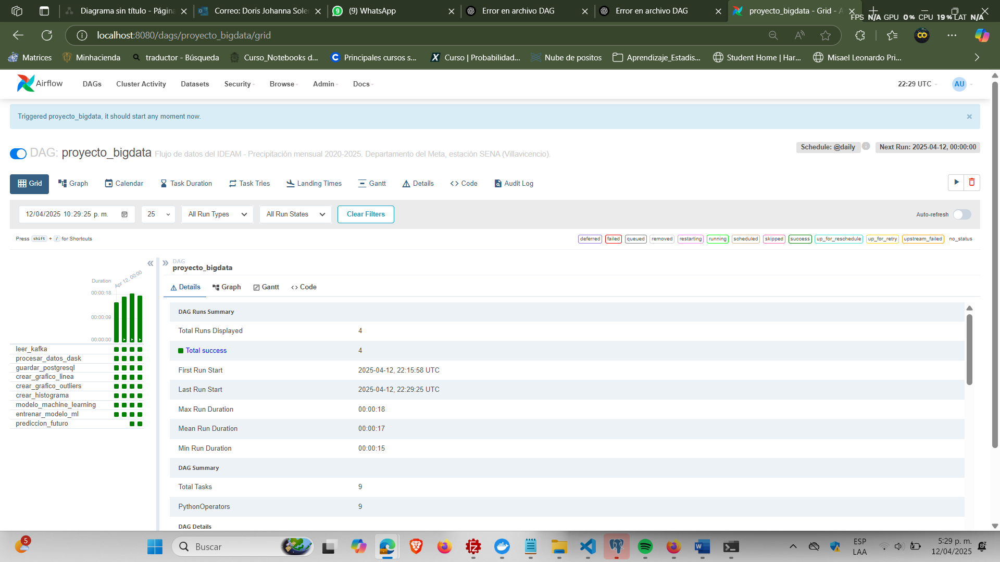 Diagrama sin título - Página
Correo: Doris Johanna Soler
9
(9) WhatsApp
Error en archivo DAG
Error en archivo DAG
proyecto_bigdata - Grid - A
FPS N/A GPU 0% CPU 19% LAT N/A
localhost:8080/dags/proyecto_bigdata/grid
CO
Matrices
Minhacienda
traductor - Búsqueda
Curso_Notebooks d...
Principales cursos s...
Curso | Probabilidad...
Nube de positos
Aprendizaje_Estadis...
Student Home | Har...
Misael Leonardo Pri...
Airflow
DAGs
Cluster Activity
Datasets
Security
Browse
Admin
Docs
22:29 UTC
AU
Triggered proyecto_bigdata, it should start any moment now.
×
DAG: proyecto_bigdata Flujo de datos del IDEAM - Precipitación mensual 2020-2025. Departamento del Meta, estación SENA (Villavicencio).
Schedule: @daily
Next Run: 2025-04-12, 00:00:00
Grid
Graph
Calendar
Task Duration
Task Tries
Landing Times
Gantt
Details
<> Code
Audit Log
12/04/2025 10:29:25 p. m.
25
All Run Types
All Run States
Clear Filters
Auto-refresh
Press shift + / for Shortcuts
deferred
failed
queued
removed
restarting
running
scheduled
skipped
success
up_for_reschedule
up_for_retry
upstream_failed
no_status
Duration
Apr 12, 00:00
00:00:18
00:00:09
00:00:00
leer_kafka
procesar_datos_dask
guardar_postgresql
crear_grafico_linea
crear_grafico_outliers
crear_histograma
modelo_machine_learning
entrenar_modelo_ml
prediccion_futuro
DAG
proyecto_bigdata
Details
Graph
Gantt
<> Code
DAG Runs Summary
Total Runs Displayed 4
Total success 4
First Run Start 2025-04-12, 22:15:58 UTC
Last Run Start 2025-04-12, 22:29:25 UTC
Max Run Duration 00:00:18
Mean Run Duration 00:00:17
Min Run Duration 00:00:15
DAG Summary
Total Tasks 9
PythonOperators 9
DAG Details
5
Buscar
ESP
LAA
5:29 p. m.
12/04/2025